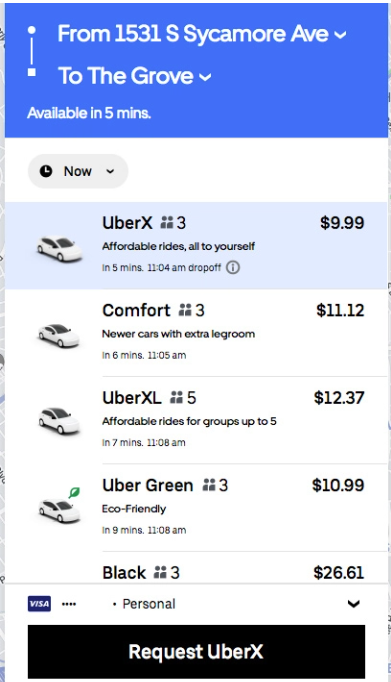 From 1531 S Sycamore Ave
To The Grove
Available in 5 mins.
Now
UberX 3 $9.99
Affordable rides, all to yourself
In 5 mins. 11:04 am dropoff
Comfort 3 $11.12
Newer cars with extra legroom
In 6 mins. 11:05 am
UberXL 5 $12.37
Affordable rides for groups up to 5
In 7 mins. 11:08 am
Uber Green 3 $10.99
Eco-Friendly
In 9 mins. 11:08 am
Black 3 $26.61
VISA •••• • Personal
Request UberX